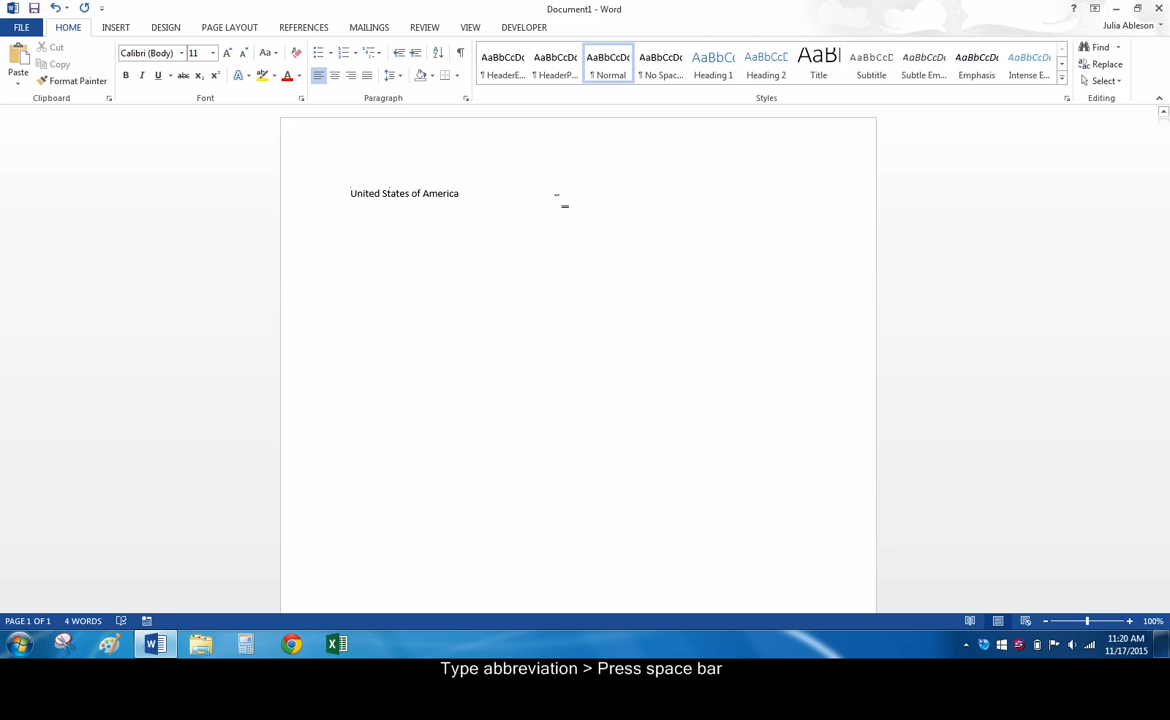 Document1 - Word
FILE HOME INSERT DESIGN PAGE LAYOUT REFERENCES MAILINGS REVIEW VIEW DEVELOPER
Julia Ableson
Paste
Cut
Copy
Format Painter
Clipboard
Calibri (Body) 11
Font
Paragraph
AaBbCcDc AaBbCcDc AaBbCcDc AaBbCcDc AaBbCc AaBbCcD AaBl AaBbCcD AaBbCcDc AaBbCcDc AaBbCcDc
¶ HeaderE... ¶ HeaderP... ¶ Normal ¶ No Spac... Heading 1 Heading 2 Title Subtitle Subtle Em... Emphasis Intense E...
Styles
Find
Replace
Select
Editing
United States of America
PAGE 1 OF 1 4 WORDS 100%
11:20 AM
11/17/2015
Type abbreviation > Press space bar